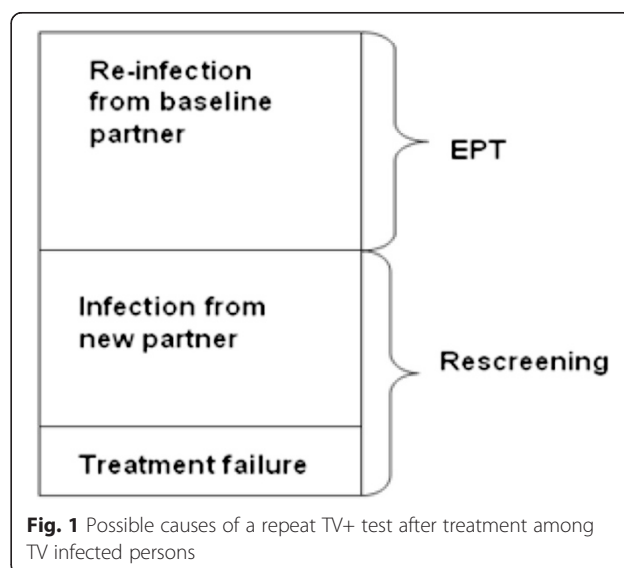 Re-infection
from baseline
partner
EPT
Infection from
new partner
Rescreening
Treatment failure
Fig. 1 Possible causes of a repeat TV+ test after treatment among
TV infected persons